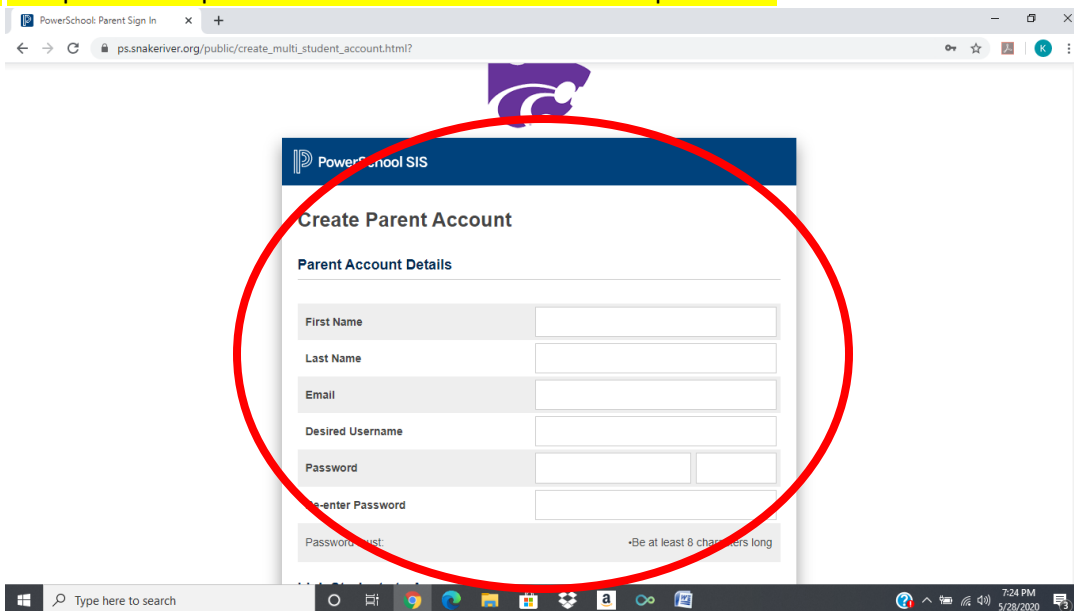 PowerSchool: Parent Sign In
ps.snakeriver.org/public/create_multi_student_account.html?
K
PowerSchool SIS
Create Parent Account
Parent Account Details
First Name
Last Name
Email
Desired Username
Password
Re-enter Password
Password must:
•Be at least 8 characters long
Type here to search
a
7:24 PM
5/28/2020
3